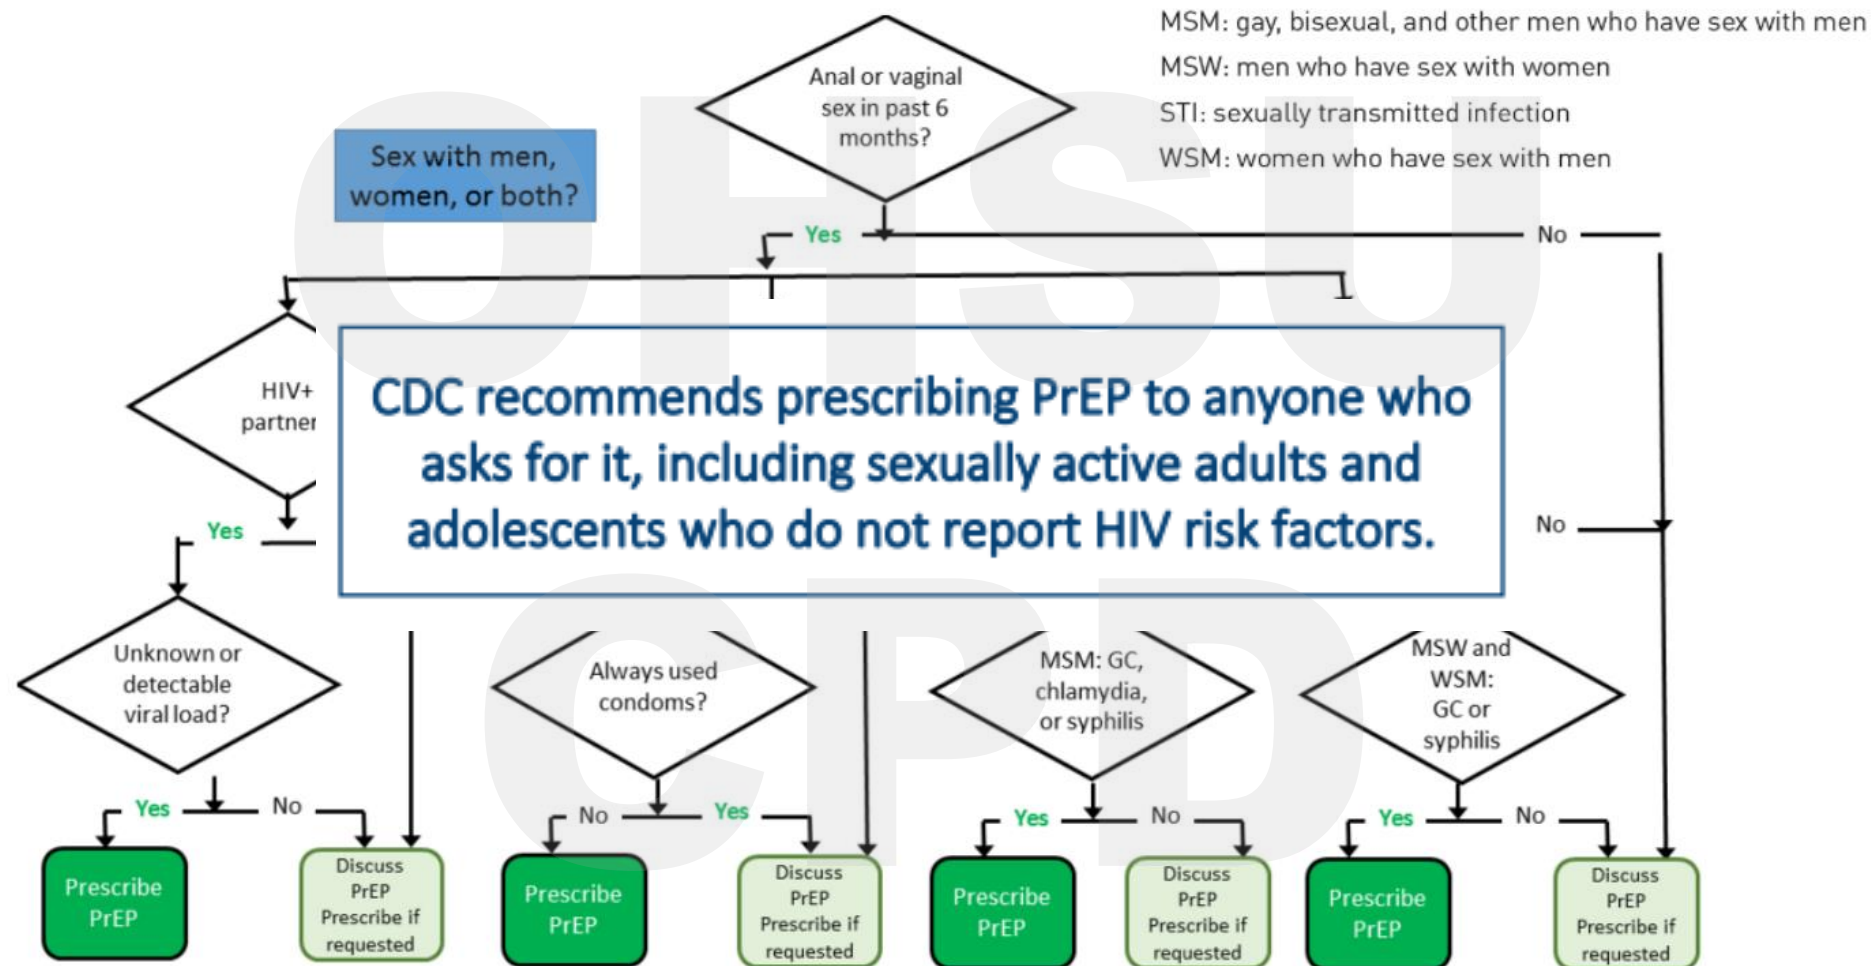 MSM: gay, bisexual, and other men who have sex with men
MSW: men who have sex with women
STI: sexually transmitted infection
WSM: women who have sex with men
Anal or vaginal
sex in past 6
months?
Sex with men,
women, or both?
Yes
No
HIV+
partner
CDC recommends prescribing PrEP to anyone who
asks for it, including sexually active adults and
adolescents who do not report HIV risk factors.
Yes
No
Unknown or
detectable
viral load?
Always used
condoms?
MSM: GC,
chlamydia,
or syphilis
MSW and
WSM:
GC or
syphilis
Yes
No
No
Yes
Yes
No
Yes
No
Prescribe
PrEP
Discuss
PrEP
Prescribe if
requested
Prescribe
PrEP
Discuss
PrEP
Prescribe if
requested
Prescribe
PrEP
Discuss
PrEP
Prescribe if
requested
Prescribe
PrEP
Discuss
PrEP
Prescribe if
requested
OHSU
CPD